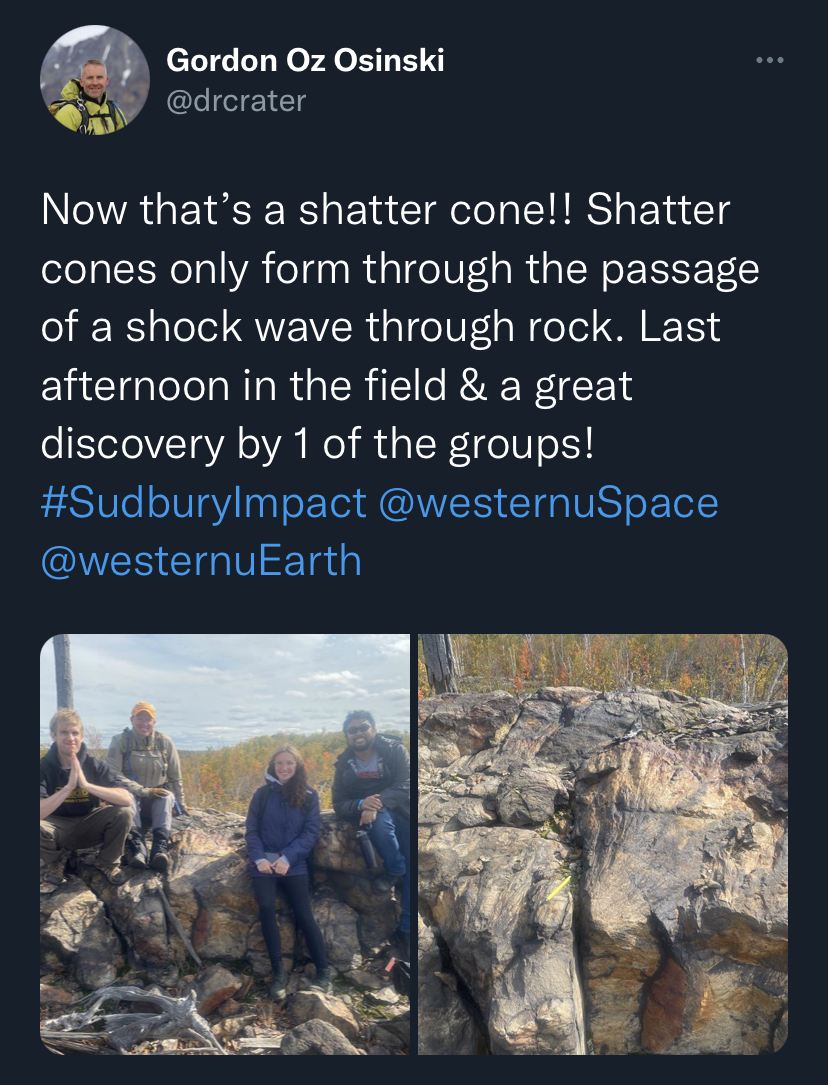 Gordon Oz Osinski
@drcrater
Now that’s a shatter cone!! Shatter
cones only form through the passage
of a shock wave through rock. Last
afternoon in the field & a great
discovery by 1 of the groups!
#SudburyImpact @westernuSpace
@westernuEarth